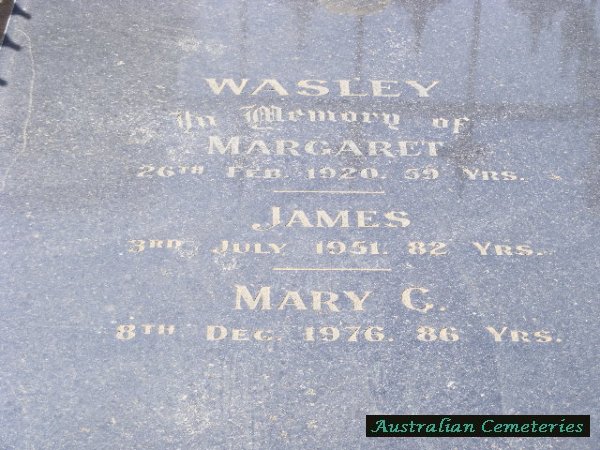 WASLEY
In Memory of
MARGARET
26TH FEB. 1920. 59 YRS.
JAMES
3RD JULY 1951. 82 YRS.
MARY C.
8TH DEC. 1976. 86 YRS.
Australian Cemeteries